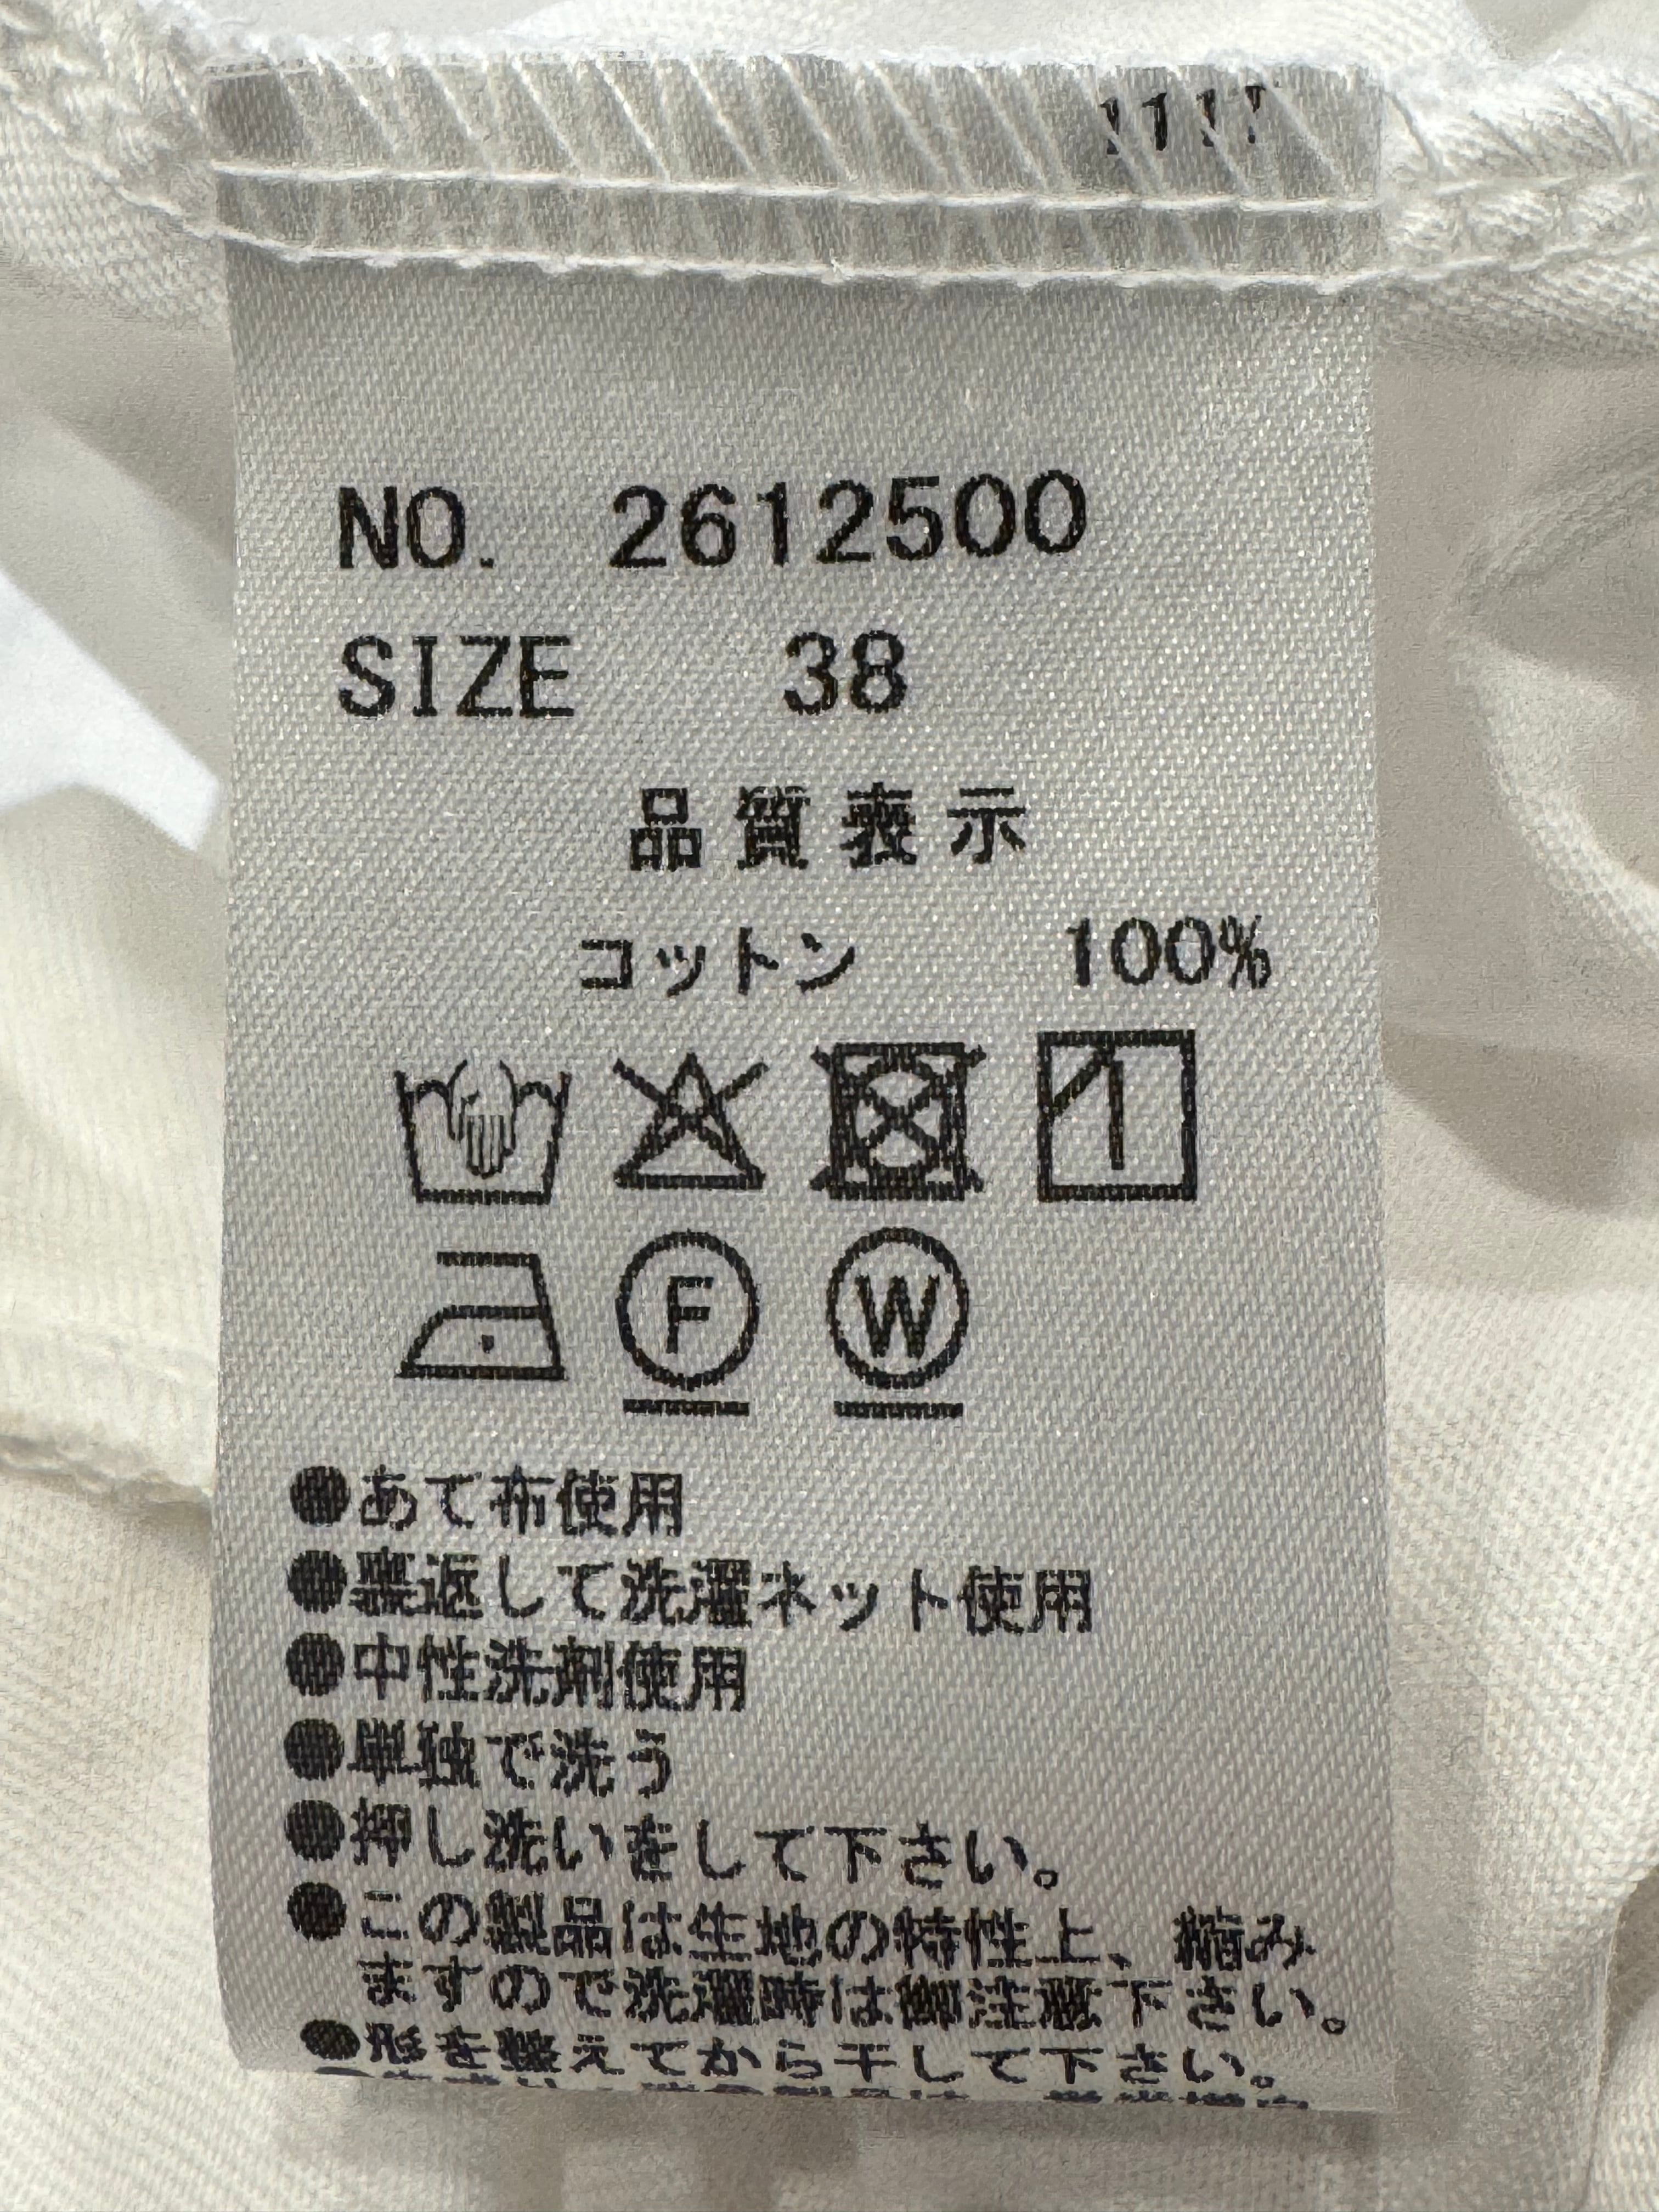 NO. 2612500
SIZE 38
品質表示
コットン 100%
F W
●あて布使用
●裏返して洗濯ネット使用
●中性洗剤使用
●単独で洗う
●押し洗いをして下さい。
●この製品は生地の特性上、縮み
ますので洗濯時は御注意下さい。
●形を整えてから干して下さい。